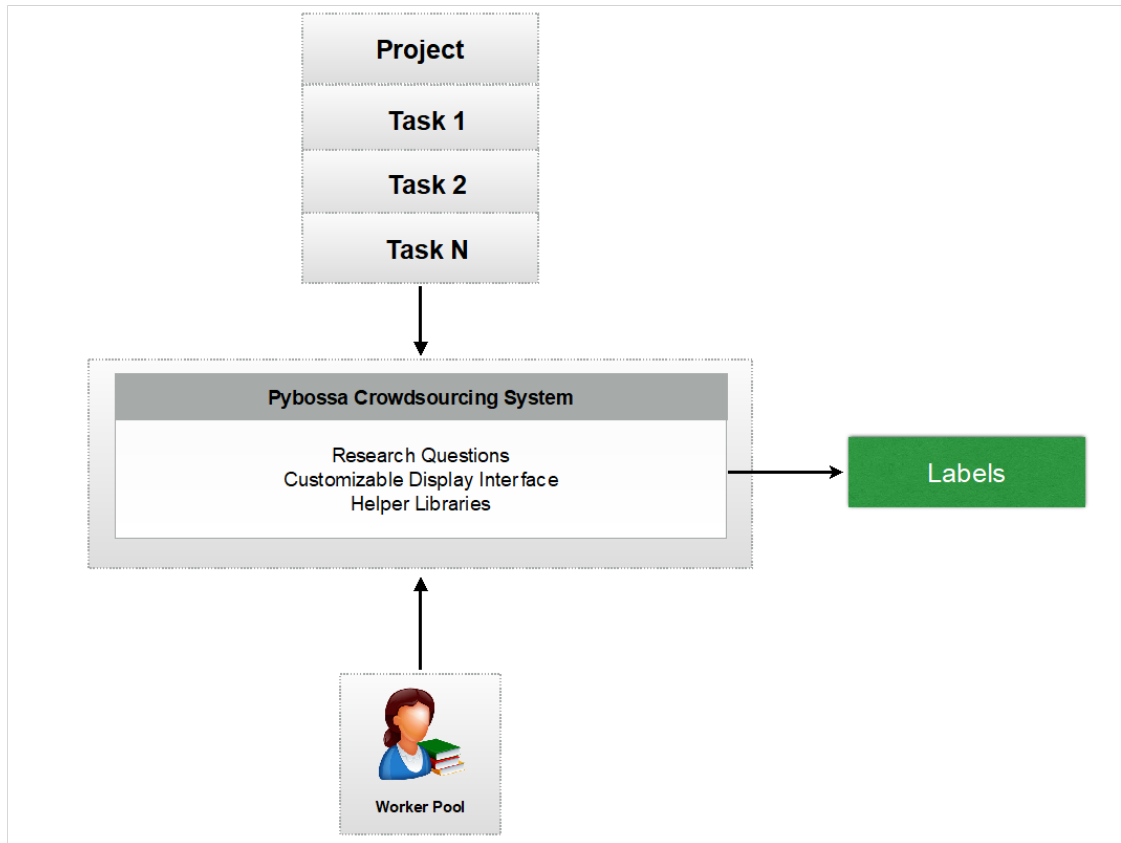 Project
Task 1
Task 2
Task N
Pybossa Crowdsourcing System
Research Questions
Customizable Display Interface
Helper Libraries
Labels
Worker Pool